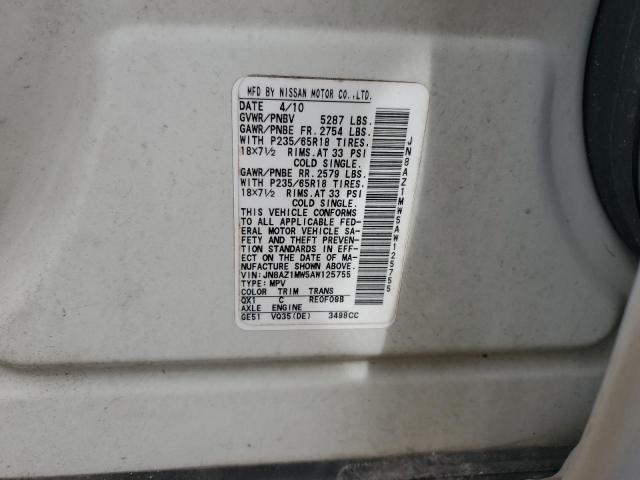 MFD BY NISSAN MOTOR CO.,LTD.
DATE 4/10
GVWR/PNBV 5287 LBS.
GAWR/PNBE FR. 2754 LBS.
WITH P235/65R18 TIRES.
18X7½ RIMS. AT 33 PSI
COLD SINGLE.
GAWR/PNBE RR. 2579 LBS.
WITH P235/65R18 TIRES.
18X7½ RIMS. AT 33 PSI
COLD SINGLE.
THIS VEHICLE CONFORMS
TO ALL APPLICABLE FED-
ERAL MOTOR VEHICLE SA-
FETY AND THEFT PREVEN-
TION STANDARDS IN EFFECT
ON THE DATE OF MA-
NUFACTURE SHOWN ABOVE.
VIN: JN8AZ1MW5AW125755
TYPE: MPV
COLOR TRIM TRANS
QX1 C RE0F09B
AXLE ENGINE
GE51 VQ35(DE) 3498CC
JN8AZ1MW5AW125755